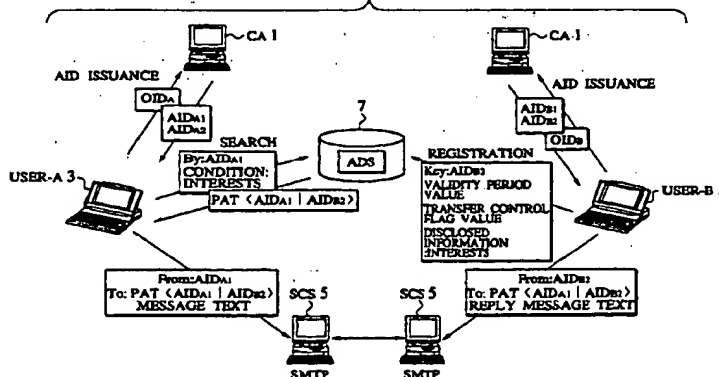 CA 1
CA 1
AID ISSUANCE
AID ISSUANCE
OIDA
AIDA1
AIDA2
AIDB1
AIDB2
OIDB
7
ADS
SEARCH
By:AIDA1
CONDITION:
INTERESTS
PAT <AIDA1 | AIDB2>
REGISTRATION
Key:AIDB2
VALIDITY PERIOD
VALUE
TRANSFER CONTROL
FLAG VALUE
DISCLOSED
INFORMATION
:INTERESTS
USER-A 3
USER-B
From:AIDA1
To: PAT <AIDA1 | AIDB2>
MESSAGE TEXT
From:AIDB2
To: PAT <AIDA1 | AIDB2>
REPLY MESSAGE TEXT
SCS 5
SCS 5
SMTP
SMTP